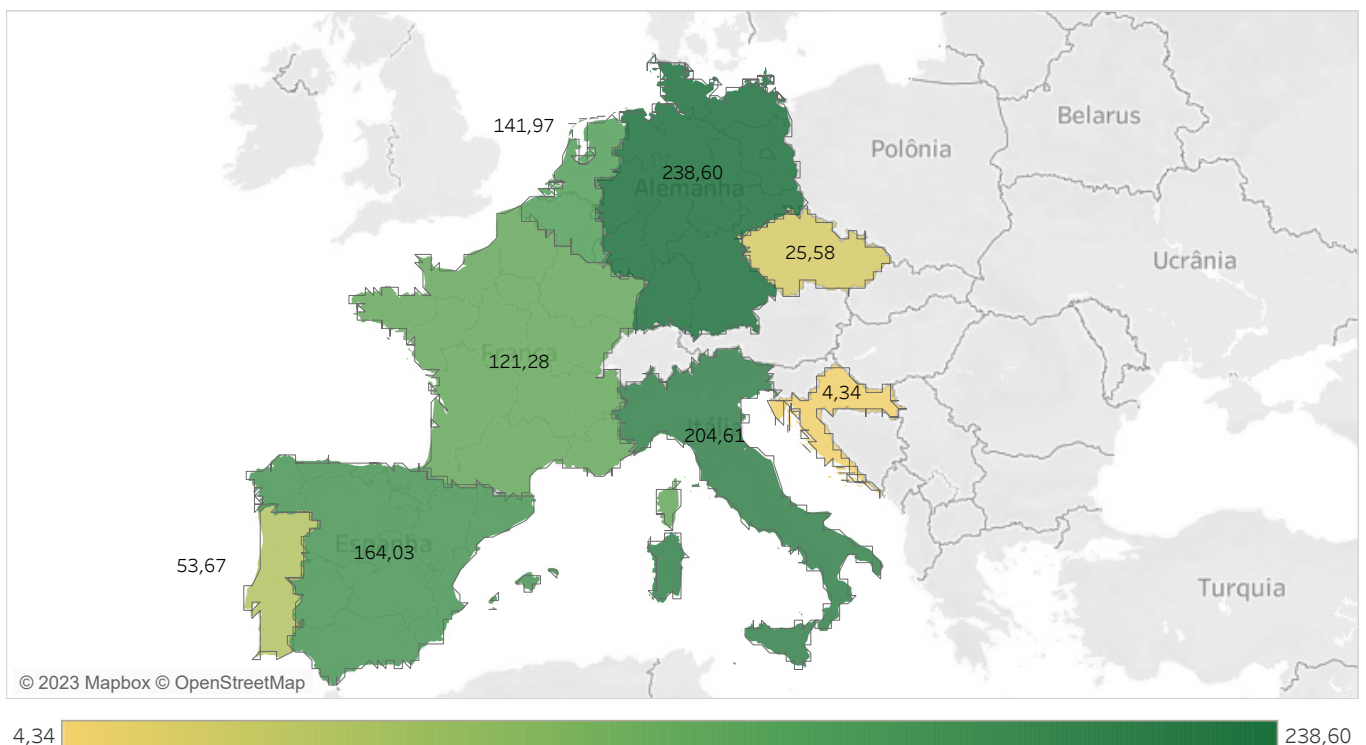 Belarus
141,97
Polônia
238,60
Alemanha
25,58
Ucrânia
França
121,28
4,34
Itália
204,61
Espanha
164,03
53,67
Turquia
© 2023 Mapbox © OpenStreetMap
4,34
238,60